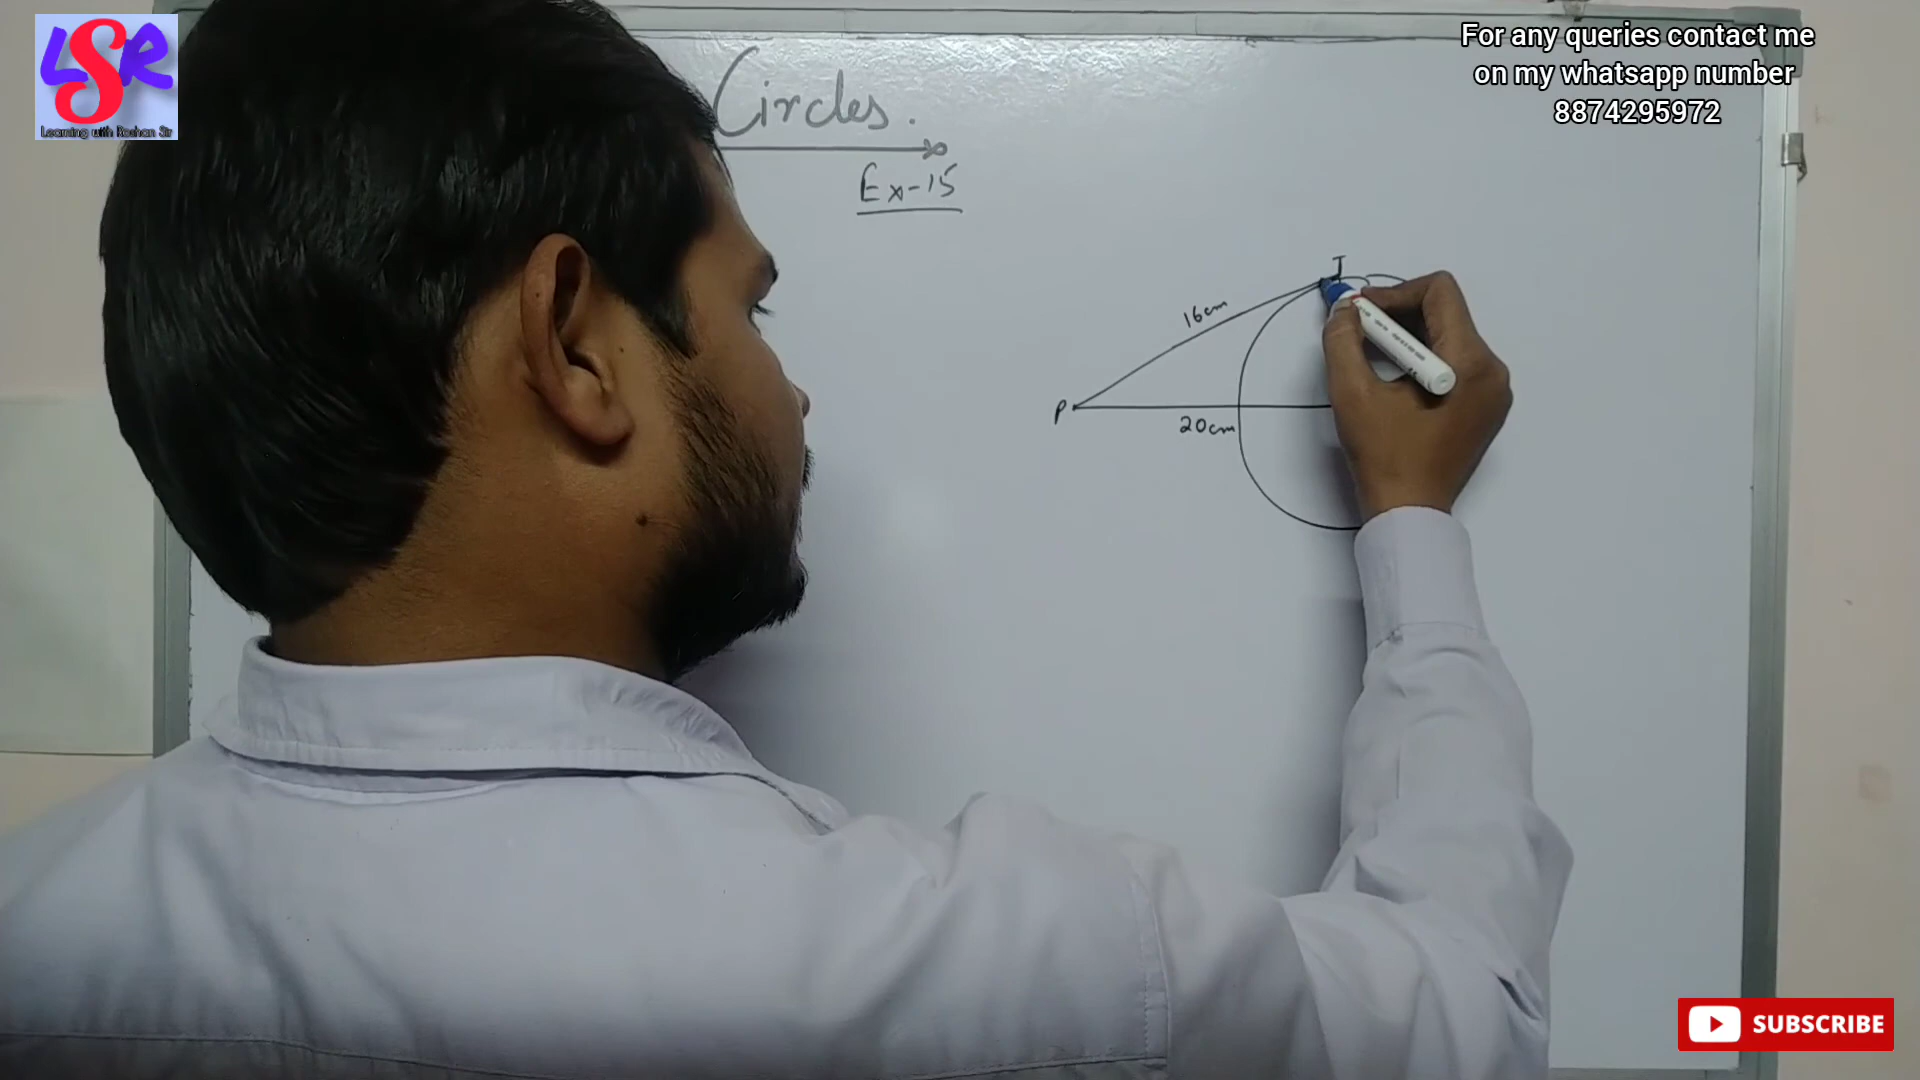 LSR
Learning with Roshan Sir
For any queries contact me
on my whatsapp number
8874295972
Circles.
Ex-15
T
16cm
P
20cm
SUBSCRIBE